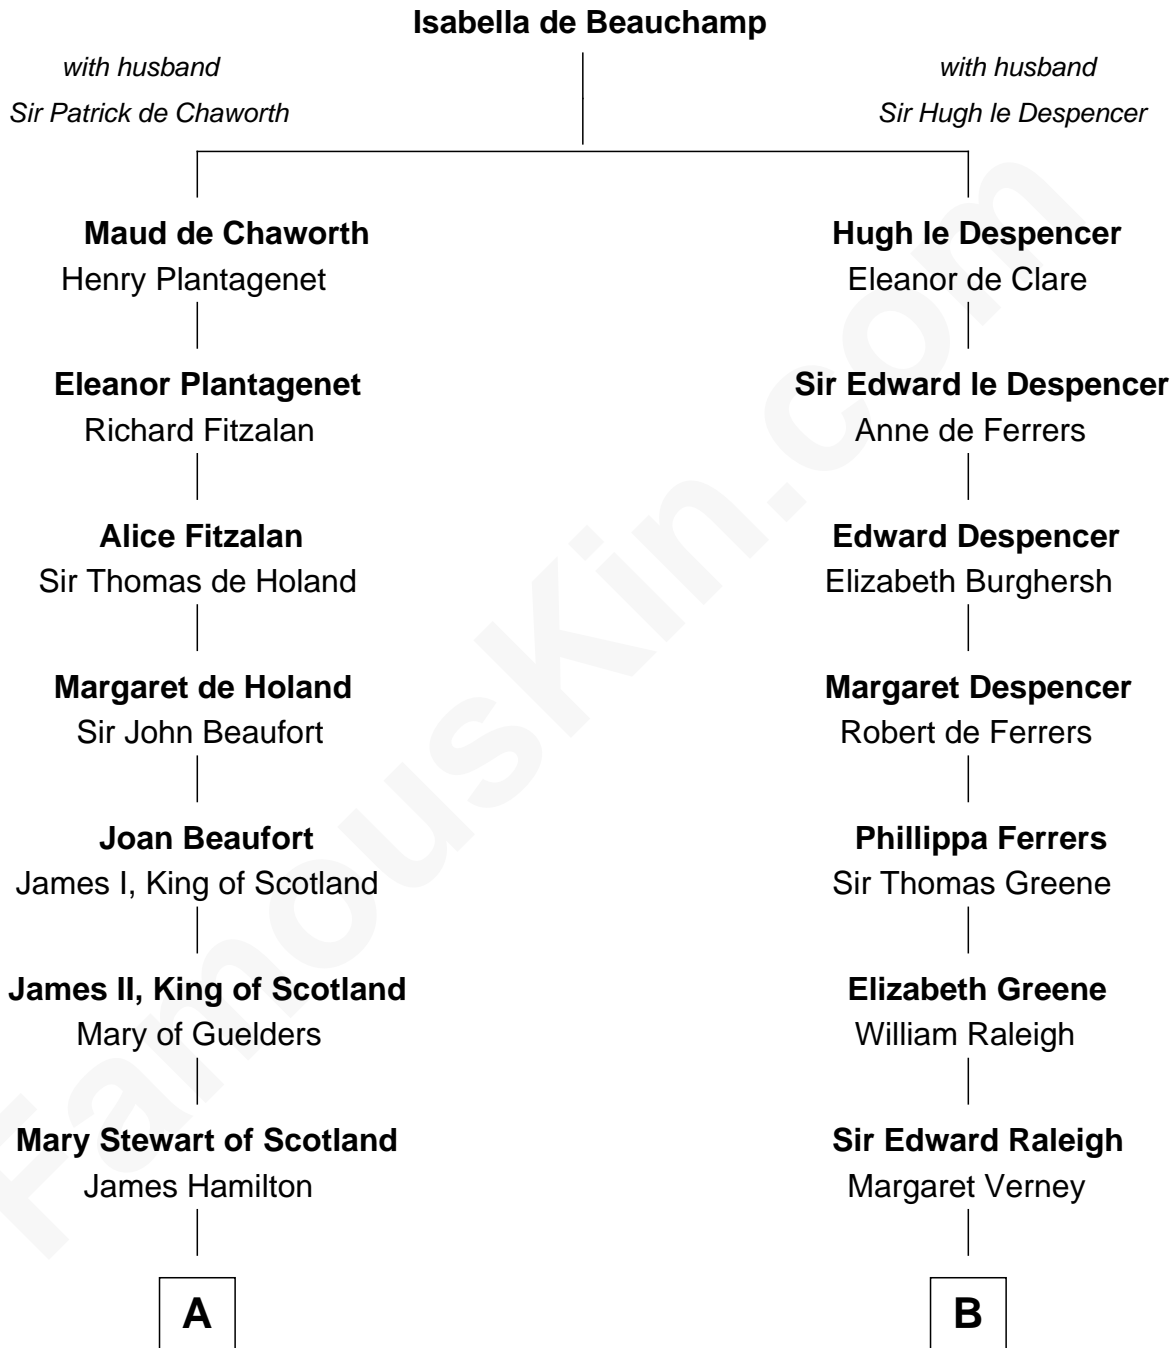 Isabella de Beauchamp
with husband
Sir Patrick de Chaworth
with husband
Sir Hugh le Despencer
Maud de Chaworth
Henry Plantagenet
Hugh le Despencer
Eleanor de Clare
Eleanor Plantagenet
Richard Fitzalan
Sir Edward le Despencer
Anne de Ferrers
Alice Fitzalan
Sir Thomas de Holand
Edward Despencer
Elizabeth Burghersh
Margaret de Holand
Sir John Beaufort
Margaret Despencer
Robert de Ferrers
Joan Beaufort
James I, King of Scotland
Phillippa Ferrers
Sir Thomas Greene
James II, King of Scotland
Mary of Guelders
Elizabeth Greene
William Raleigh
Mary Stewart of Scotland
James Hamilton
Sir Edward Raleigh
Margaret Verney
A
B
FamousKin.com